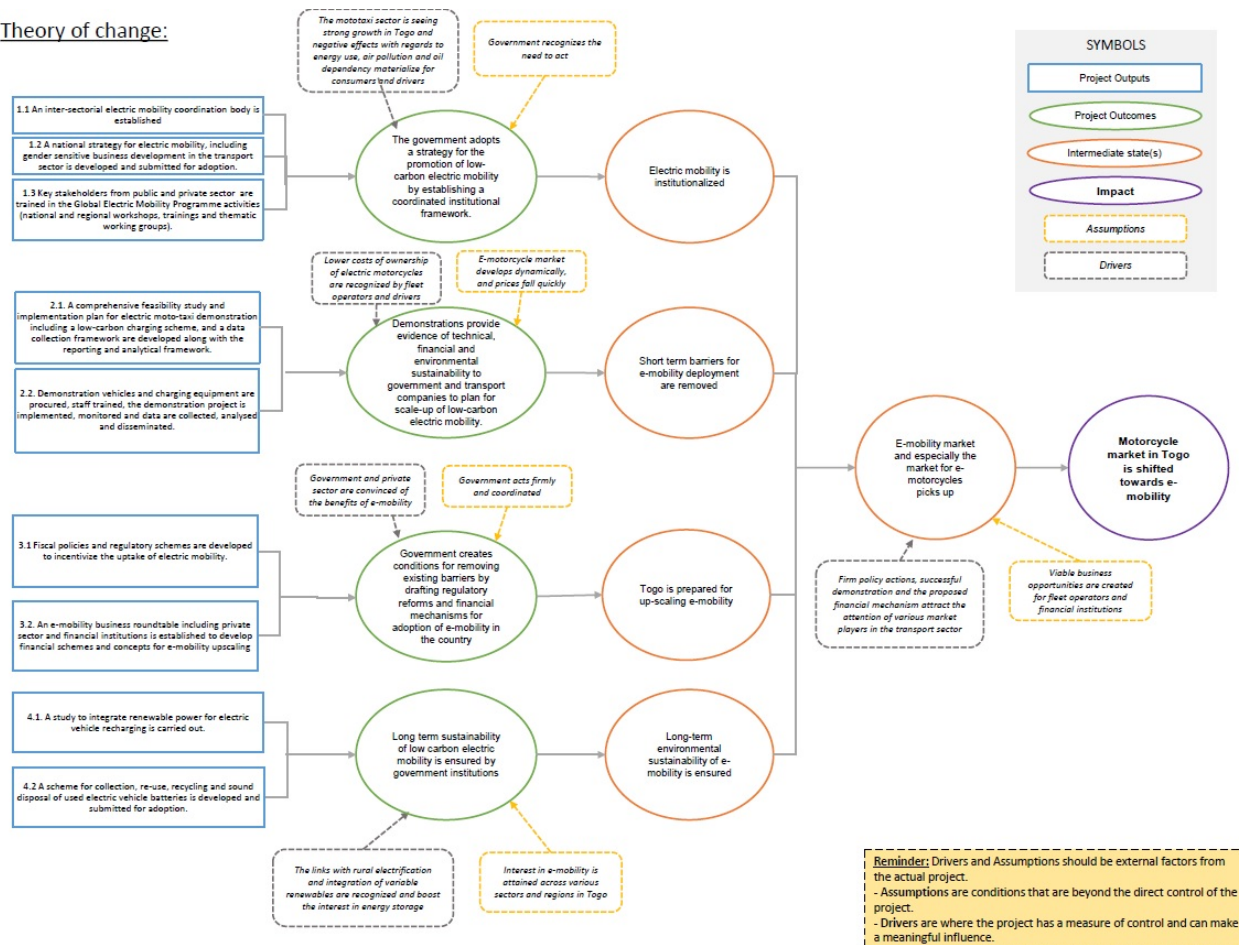 Theory of change:
The mototaxi sector is seeing
strong growth in Togo and
negative effects with regards to
energy use, air pollution and oil
dependency materialize for
consumers and drivers
Government recognizes the
need to act
SYMBOLS
Project Outputs
Project Outcomes
Intermediate state(s)
Impact
Assumptions
Drivers
1.1 An inter-sectorial electric mobility coordination body is
established
1.2 A national strategy for electric mobility, including
gender sensitive business development in the transport
sector is developed and submitted for adoption.
1.3 Key stakeholders from public and private sector are
trained in the Global Electric Mobility Programme activities
(national and regional workshops, trainings and thematic
working groups).
The government adopts
a strategy for the
promotion of low-
carbon electric mobility
by establishing a
coordinated institutional
framework.
Electric mobility is
institutionalized
Lower costs of ownership
of electric motorcycles
are recognized by fleet
operators and drivers
E-motorcycle market
develops dynamically,
and prices fall quickly
2.1. A comprehensive feasibility study and
implementation plan for electric moto-taxi demonstration
including a low-carbon charging scheme, and a data
collection framework are developed along with the
reporting and analytical framework.
2.2. Demonstration vehicles and charging equipment are
procured, staff trained, the demonstration project is
implemented, monitored and data are collected, analysed
and disseminated.
Demonstrations provide
evidence of technical,
financial and
environmental
sustainability to
government and transport
companies to plan for
scale-up of low-carbon
electric mobility.
Short term barriers for
e-mobility deployment
are removed
E-mobility market
and especially the
market for e-
motorcycles
picks up
Motorcycle
market in Togo
is shifted
towards e-
mobility
Government and private
sector are convinced of
the benefits of e-mobility
Government acts firmly
and coordinated
3.1 Fiscal policies and regulatory schemes are developed
to incentivize the uptake of electric mobility.
3.2. An e-mobility business roundtable including private
sector and financial institutions is established to develop
financial schemes and concepts for e-mobility upscaling
Government creates
conditions for removing
existing barriers by
drafting regulatory
reforms and financial
mechanisms for
adoption of e-mobility in
the country
Togo is prepared for
up-scaling e-mobility
Firm policy actions, successful
demonstration and the proposed
financial mechanism attract the
attention of various market
players in the transport sector
Viable business
opportunities are created
for fleet operators and
financial institutions
4.1. A study to integrate renewable power for electric
vehicle recharging is carried out.
4.2 A scheme for collection, re-use, recycling and sound
disposal of used electric vehicle batteries is developed and
submitted for adoption.
Long term sustainability
of low carbon electric
mobility is ensured by
government institutions
Long-term
environmental
sustainability of e-
mobility is ensured
The links with rural electrification
and integration of variable
renewables are recognized and boost
the interest in energy storage
Interest in e-mobility is
attained across various
sectors and regions in Togo
Reminder: Drivers and Assumptions should be external factors from
the actual project.
- Assumptions are conditions that are beyond the direct control of the
project.
- Drivers are where the project has a measure of control and can make
a meaningful influence.